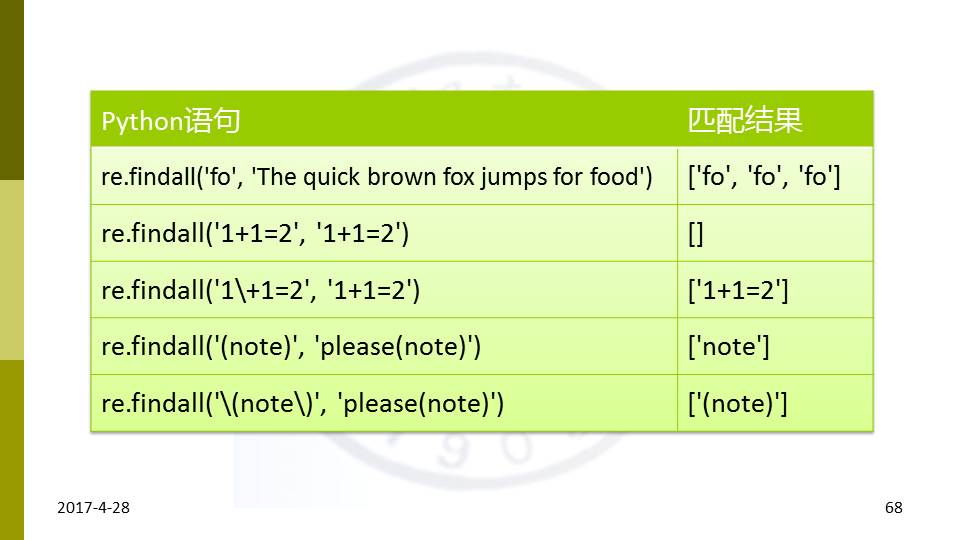 Python语句 匹配结果
re.findall('fo', 'The quick brown fox jumps for food') ['fo', 'fo', 'fo']
re.findall('1+1=2', '1+1=2') []
re.findall('1\+1=2', '1+1=2') ['1+1=2']
re.findall('(note)', 'please(note)') ['note']
re.findall('\(note\)', 'please(note)') ['(note)']
2017-4-28 68